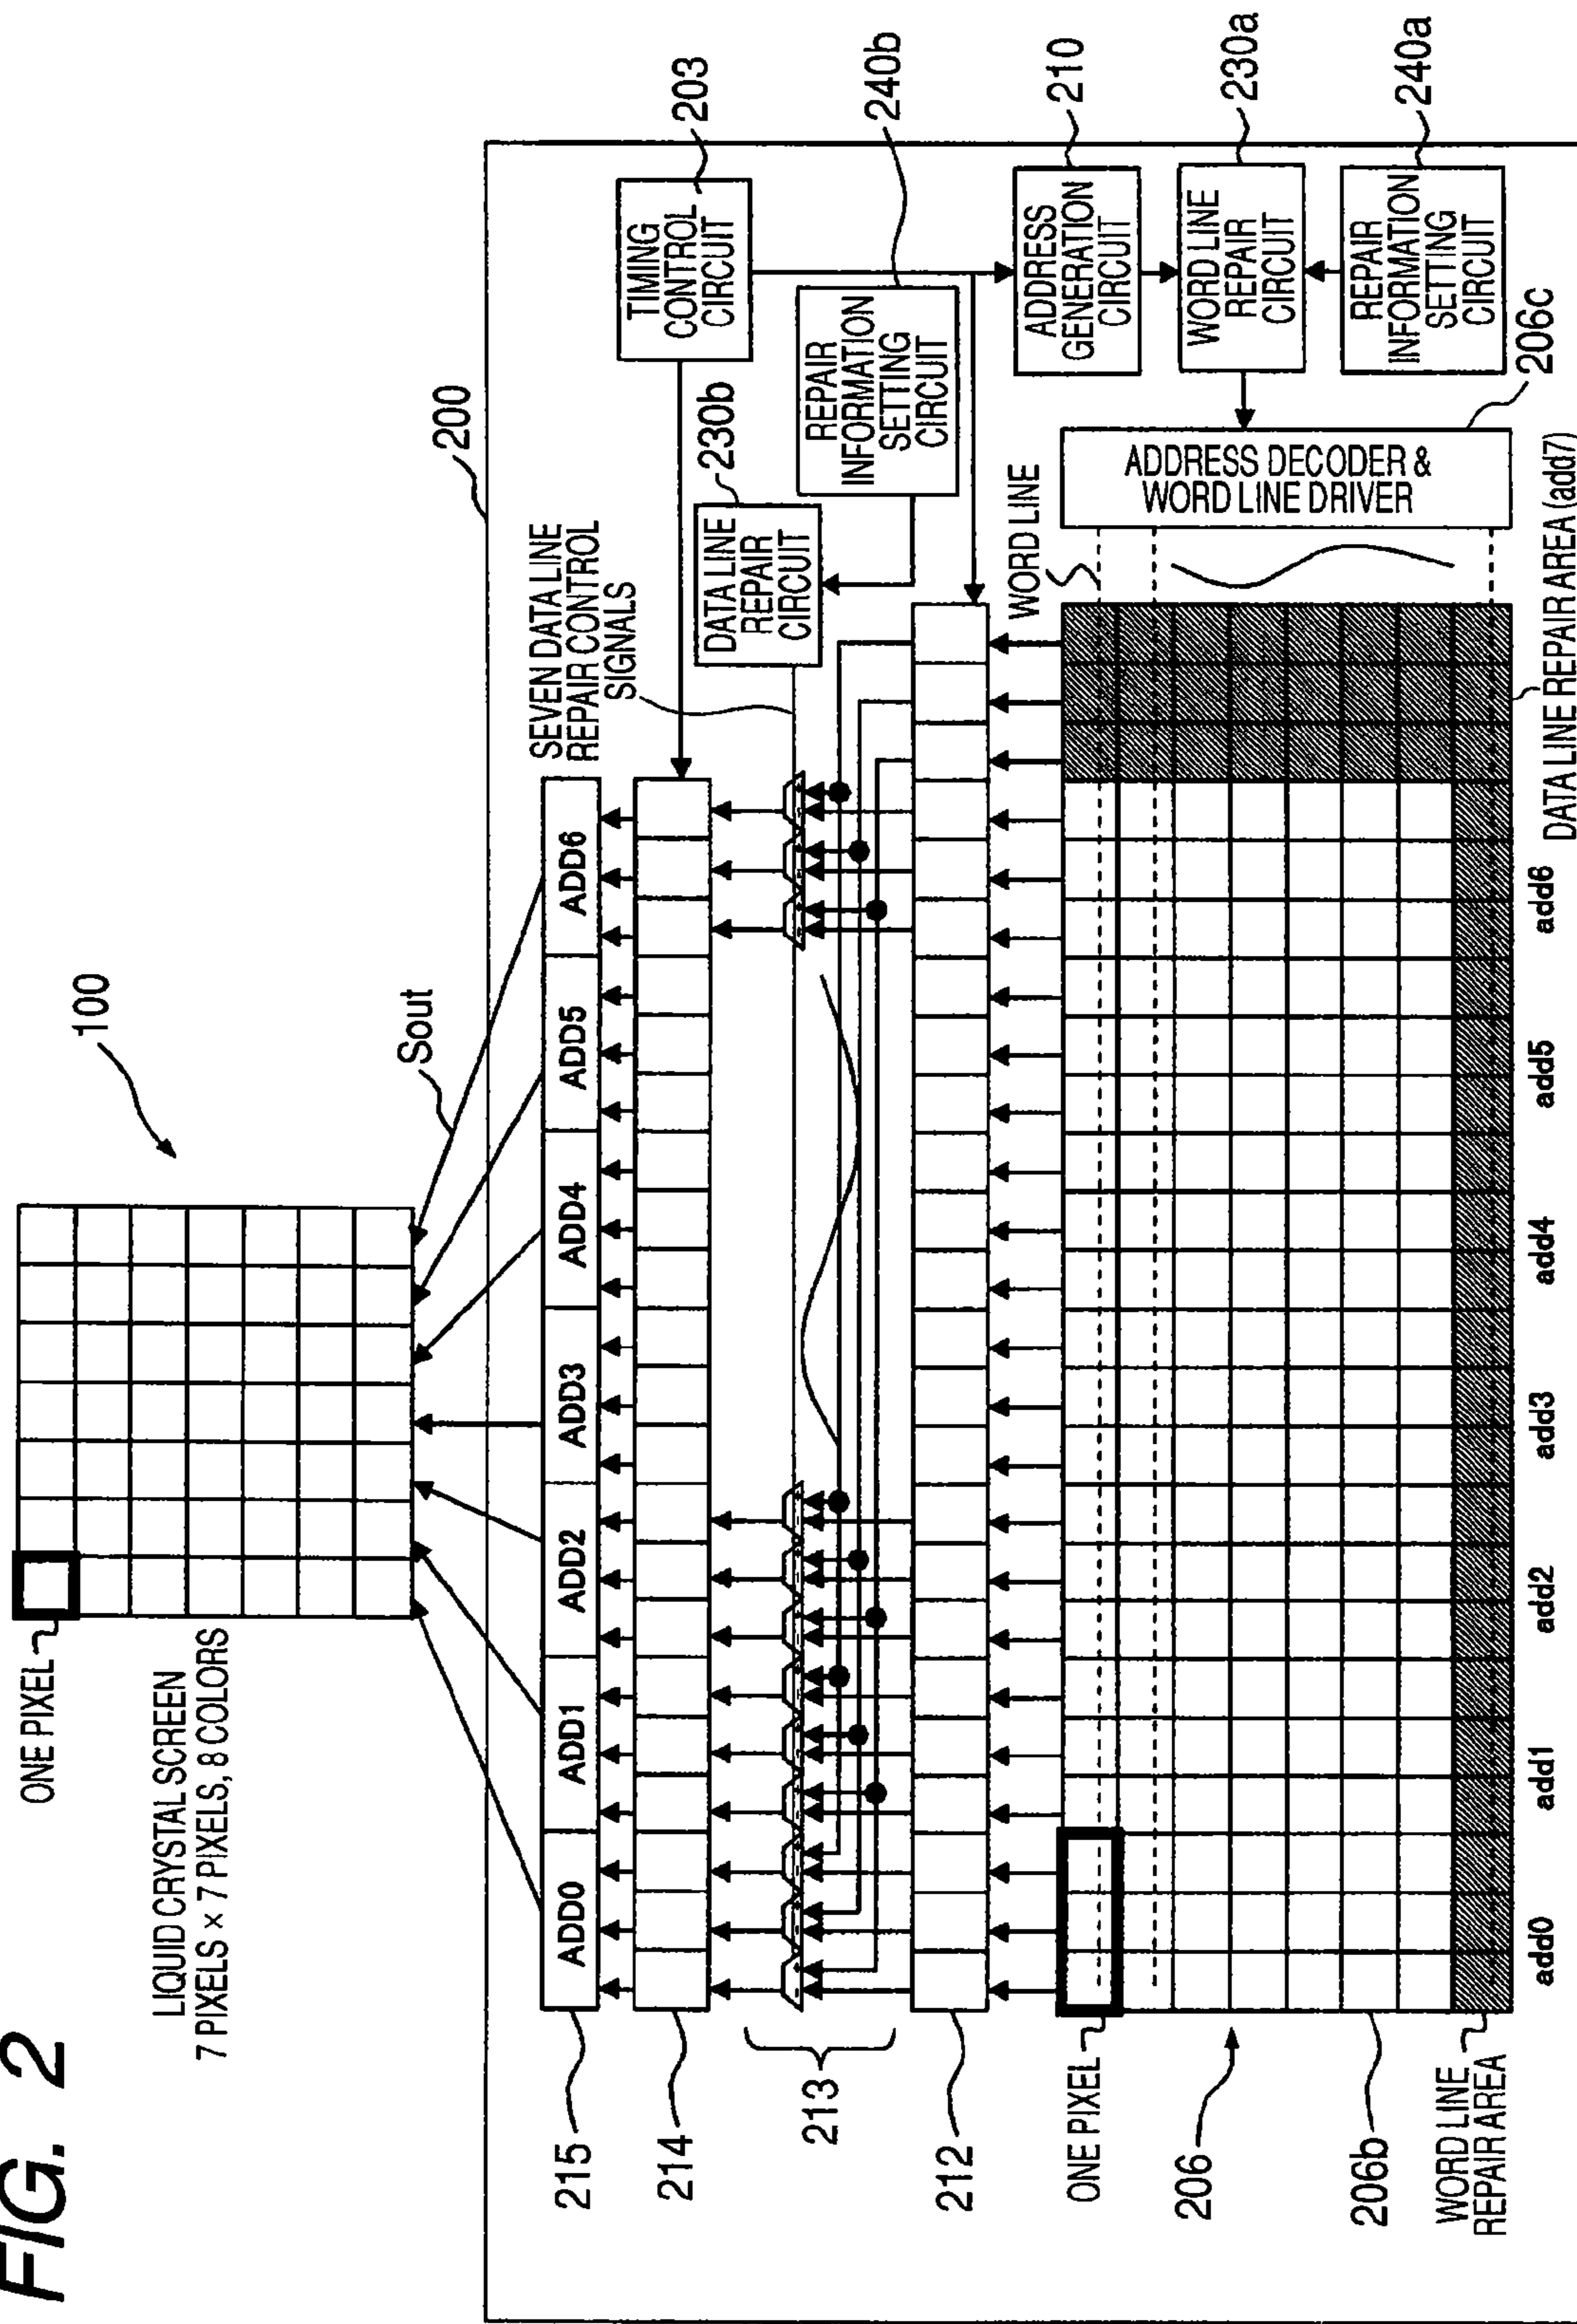 FIG. 2
ONE PIXEL
100
LIQUID CRYSTAL SCREEN
7 PIXELS × 7 PIXELS, 8 COLORS
Sout
200
215
ADD0
ADD1
ADD2
ADD3
ADD4
ADD5
ADD6
SEVEN DATA LINE
REPAIR CONTROL
SIGNALS
TIMING
CONTROL
CIRCUIT
203
214
230b
DATA LINE
REPAIR
CIRCUIT
213
REPAIR
INFORMATION
SETTING
CIRCUIT
240b
212
WORD LINE
ADDRESS
GENERATION
CIRCUIT
210
ONE PIXEL
206
ADDRESS DECODER &
WORD LINE DRIVER
WORD LINE
REPAIR
CIRCUIT
230a
206b
REPAIR
INFORMATION
SETTING
CIRCUIT
240a
206c
WORD LINE
REPAIR AREA
add0
add1
add2
add3
add4
add5
add6
DATA LINE REPAIR AREA (add7)